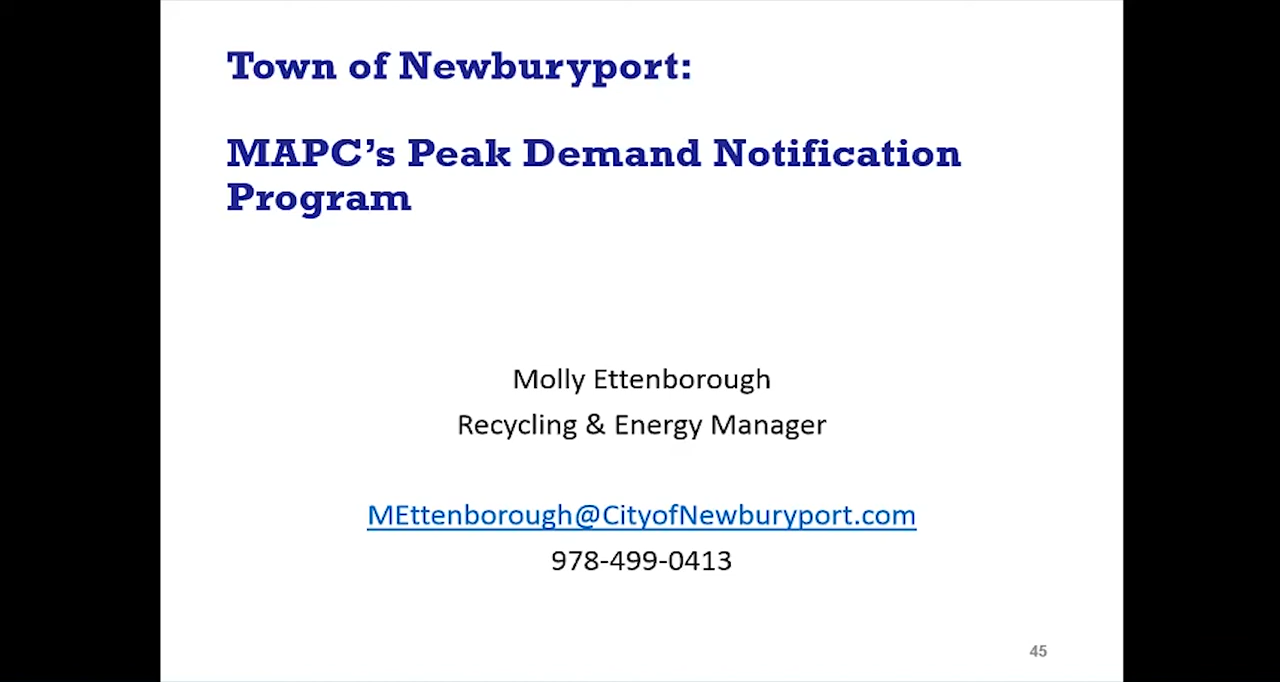 Town of Newburyport:
MAPC’s Peak Demand Notification
Program
Molly Ettenborough
Recycling & Energy Manager
MEttenborough@CityofNewburyport.com
978-499-0413
45